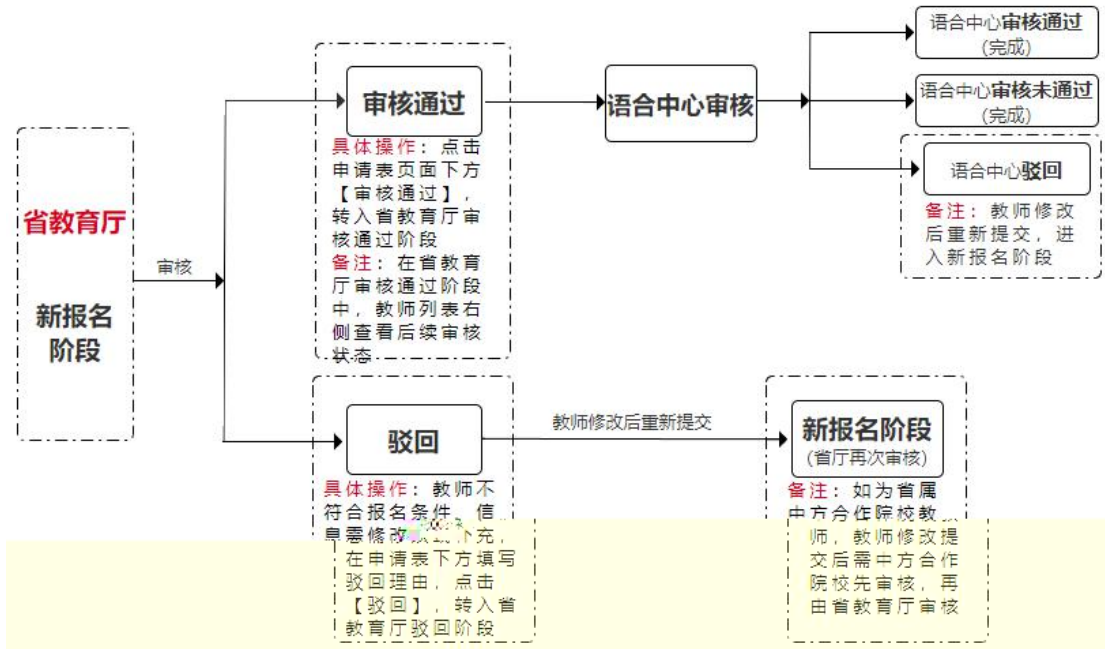 省教育厅
新报名
阶段
审核
审核通过
具体操作：点击
申请表页面下方
【审核通过】，
转入省教育厅审
核通过阶段
备注：在省教育
厅审核通过阶段
中，教师列表右
侧查看后续审核
状态
语合中心审核
语合中心审核通过
(完成)
语合中心审核未通过
(完成)
语合中心驳回
备注：教师修改
后重新提交，进
入新报名阶段
驳回
具体操作：教师不
符合报名条件、信
息需修改 补充，
在申请表下方填写
驳回理由，点击
【驳回】，转入省
教育厅驳回阶段
教师修改后重新提交
新报名阶段
(省厅再次审核)
备注：如为省属
中方合作院校教
师，教师修改提
交后需中方合作
院校先审核，再
由省教育厅审核